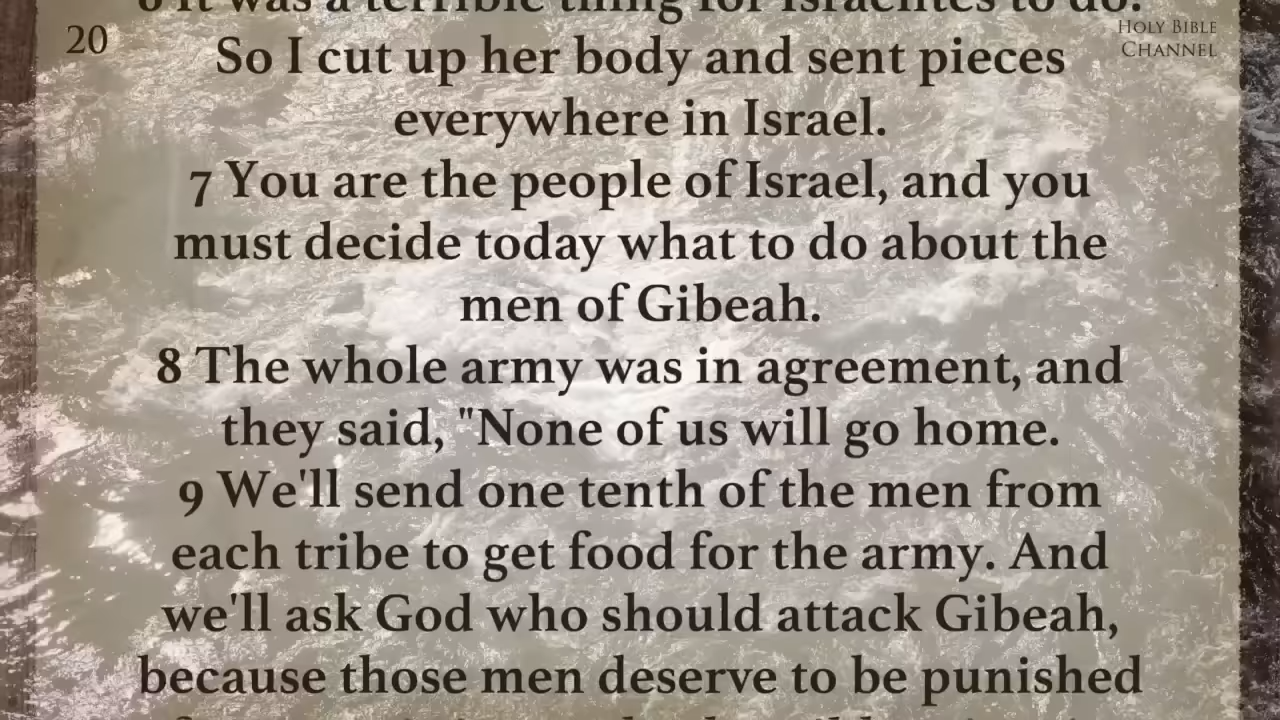 6 It was a terrible thing for Israelites to do.
20
HOLY BIBLE
CHANNEL
So I cut up her body and sent pieces
everywhere in Israel.
7 You are the people of Israel, and you
must decide today what to do about the
men of Gibeah.
8 The whole army was in agreement, and
they said, "None of us will go home.
9 We'll send one tenth of the men from
each tribe to get food for the army. And
we'll ask God who should attack Gibeah,
because those men deserve to be punished